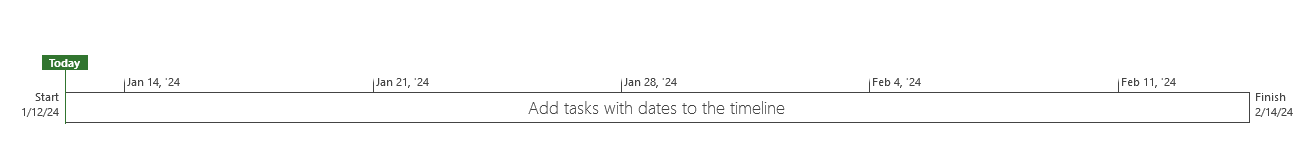 Today
Jan 14, '24
Jan 21, '24
Jan 28, '24
Feb 4, '24
Feb 11, '24
Start
1/12/24
Add tasks with dates to the timeline
Finish
2/14/24